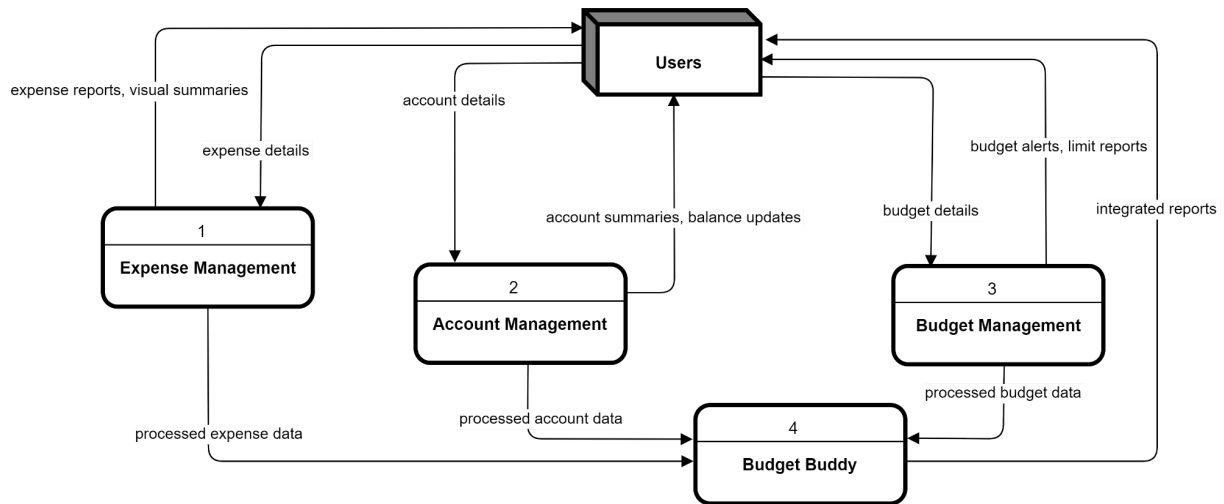 Users
expense reports, visual summaries
account details
expense details
budget alerts, limit reports
account summaries, balance updates
budget details
integrated reports
1
Expense Management
2
Account Management
3
Budget Management
processed budget data
processed account data
processed expense data
4
Budget Buddy